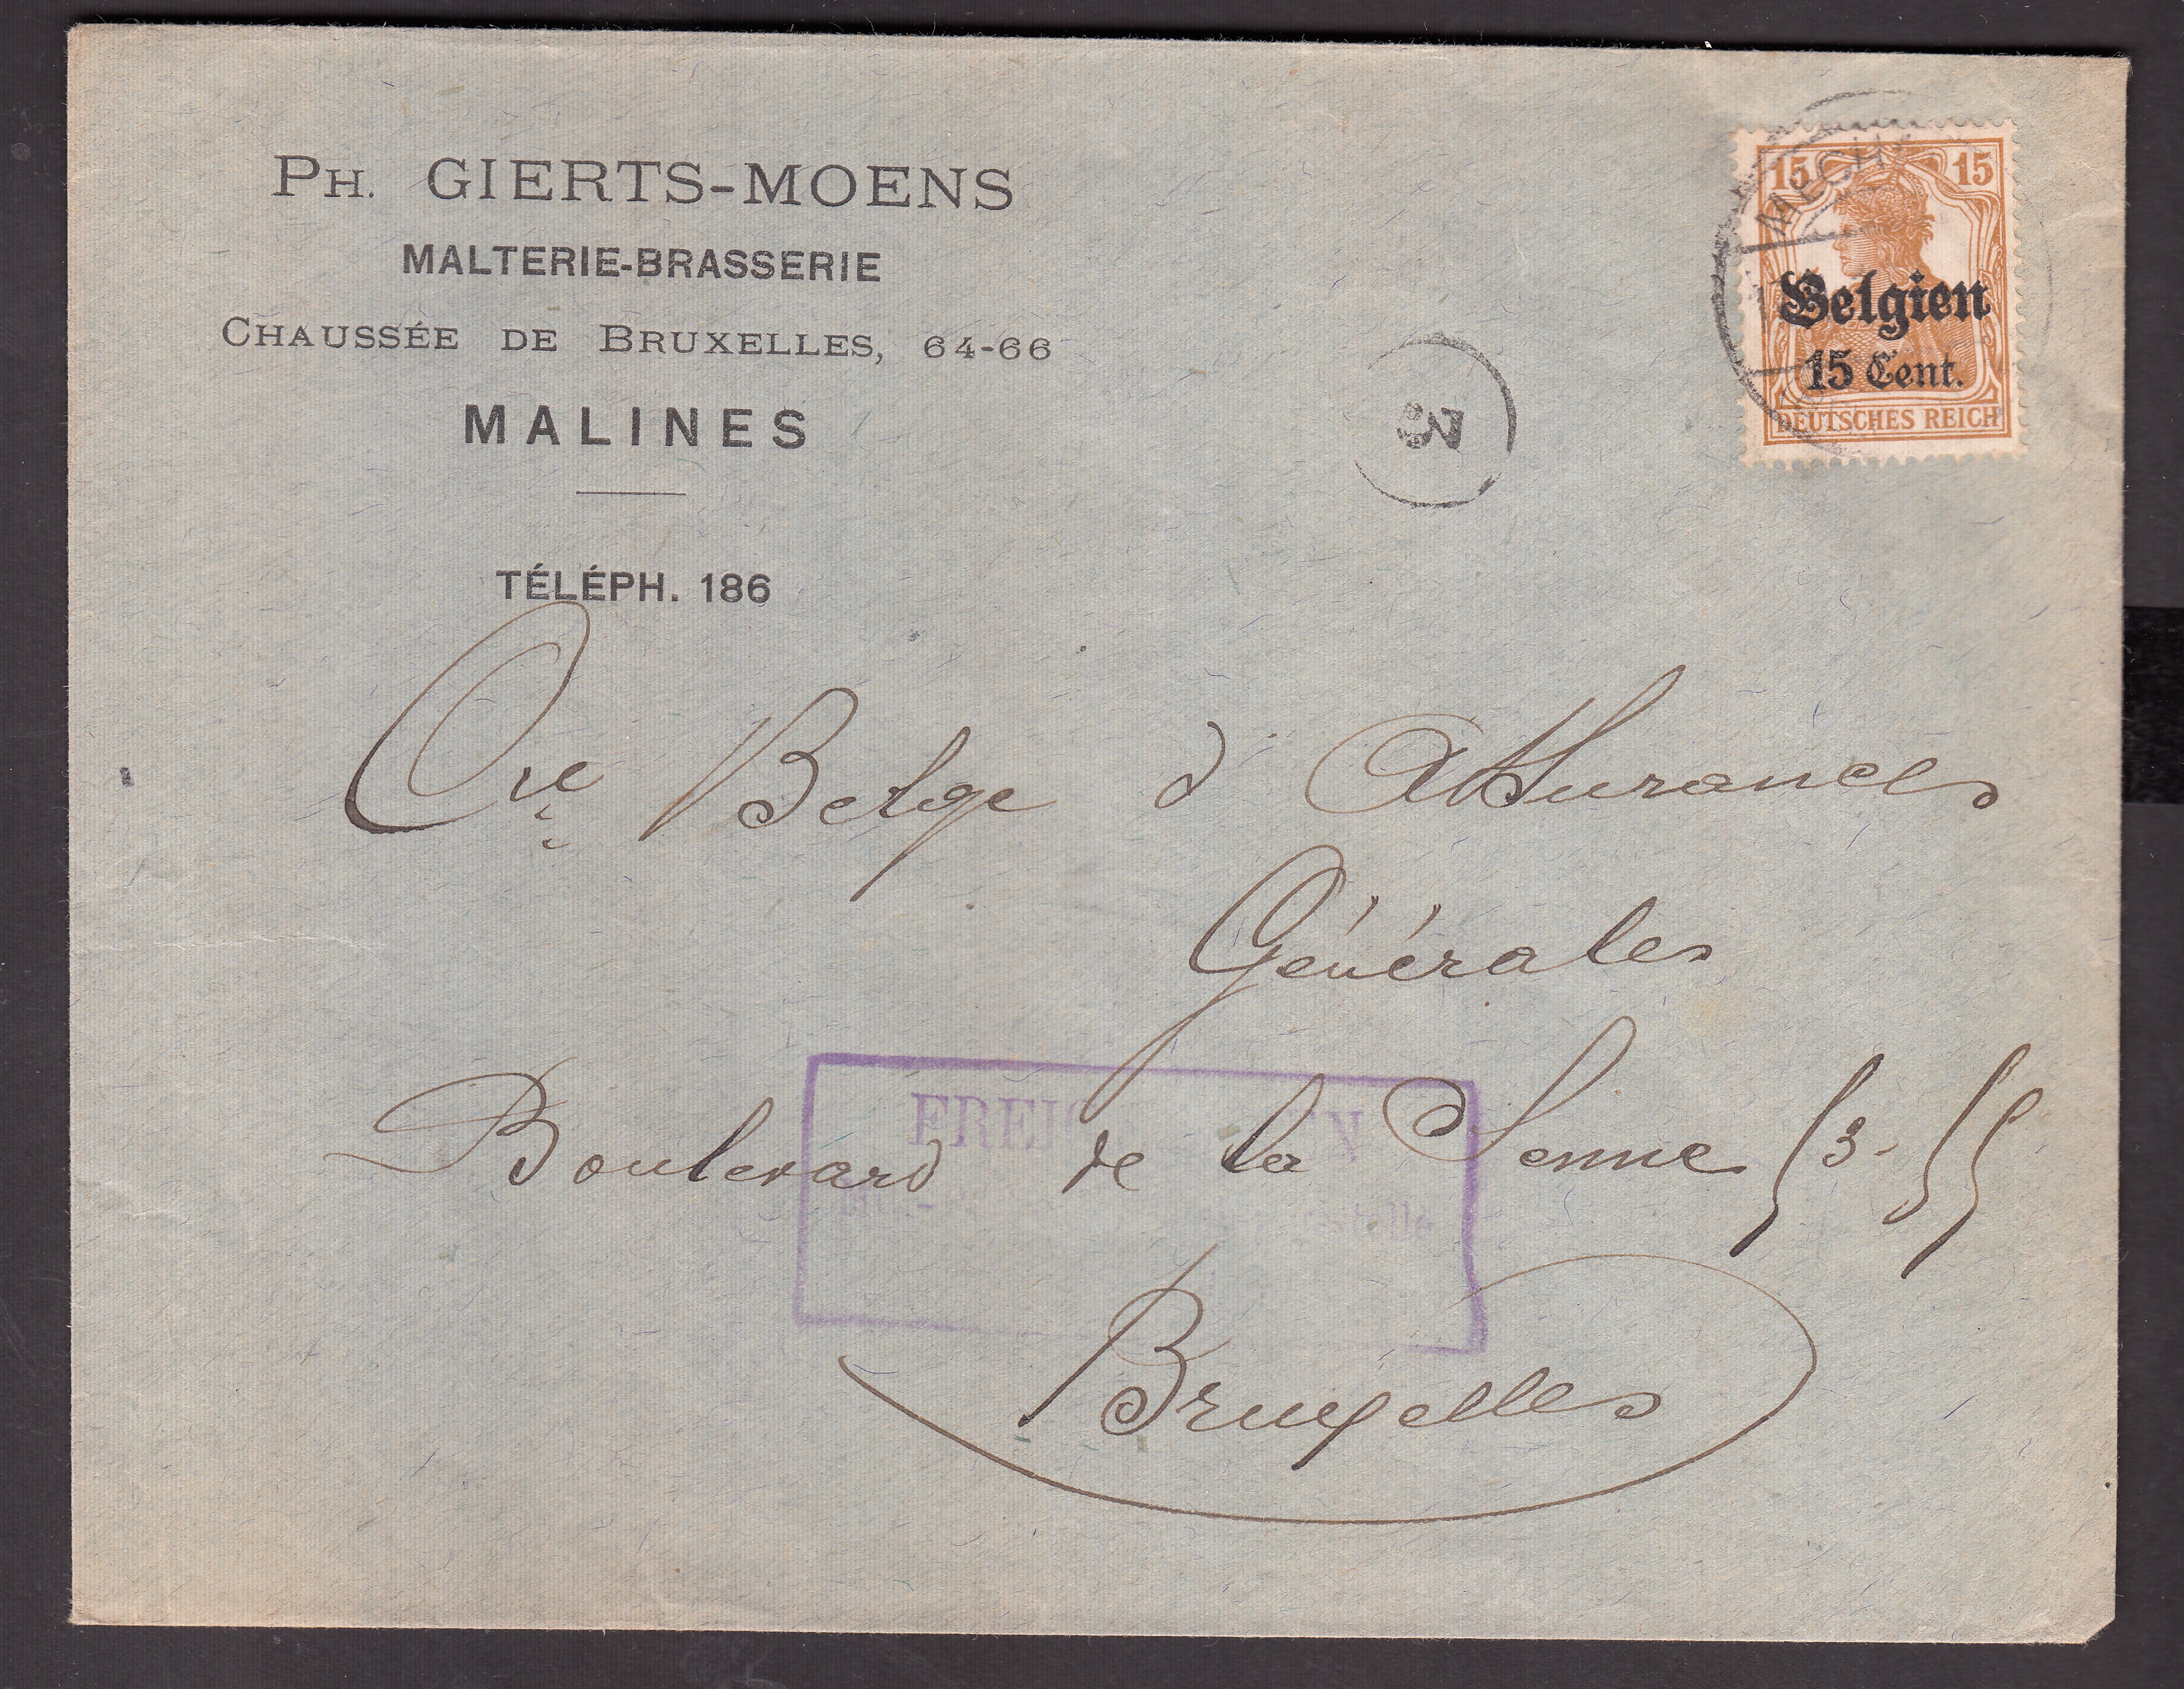 PH. GIERTS-MOENS
MALTERIE-BRASSERIE
CHAUSSÉE DE BRUXELLES, 64-66
MALINES
TÉLÉPH. 186
15 15
Belgien
15 Cent.
DEUTSCHES REICH
MECH
Cie Belge d'Assurances
Générales
Boulevard de la Senne 53-55
Bruxelles